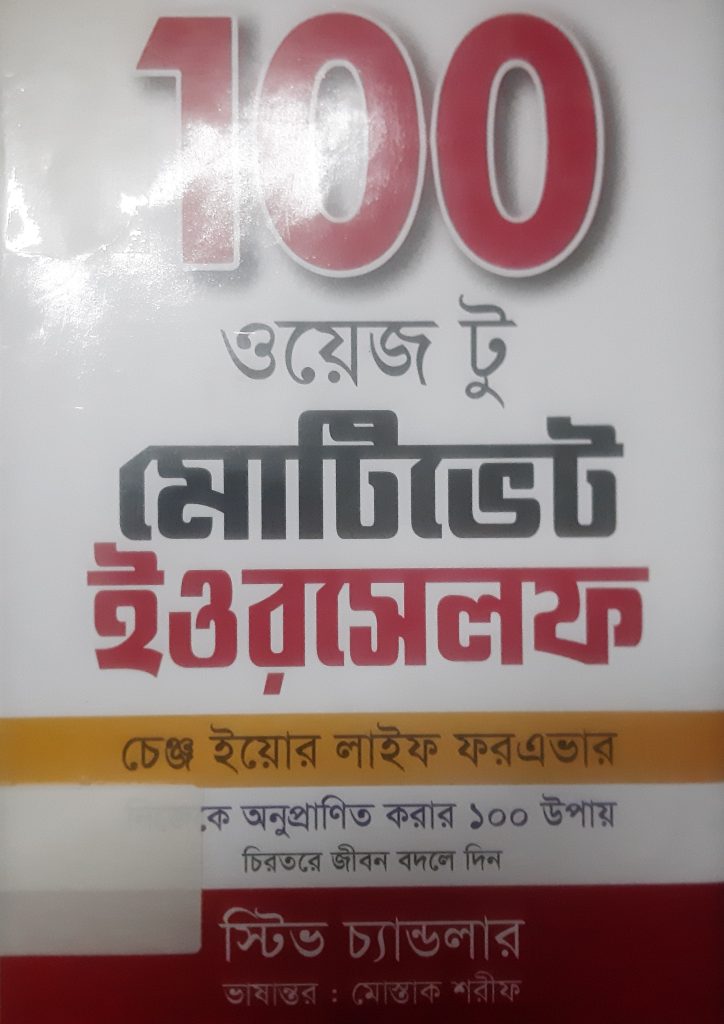 100
ওয়েজ টু
মোটিভেট
ইওরসেলফ
চেঞ্জ ইয়োর লাইফ ফরএভার
অনুপ্রাণিত করার ১০০ উপায়
চিরতরে জীবন বদলে দিন
স্টিভ চ্যান্ডলার
ভাষান্তর : মোস্তাক শরীফ